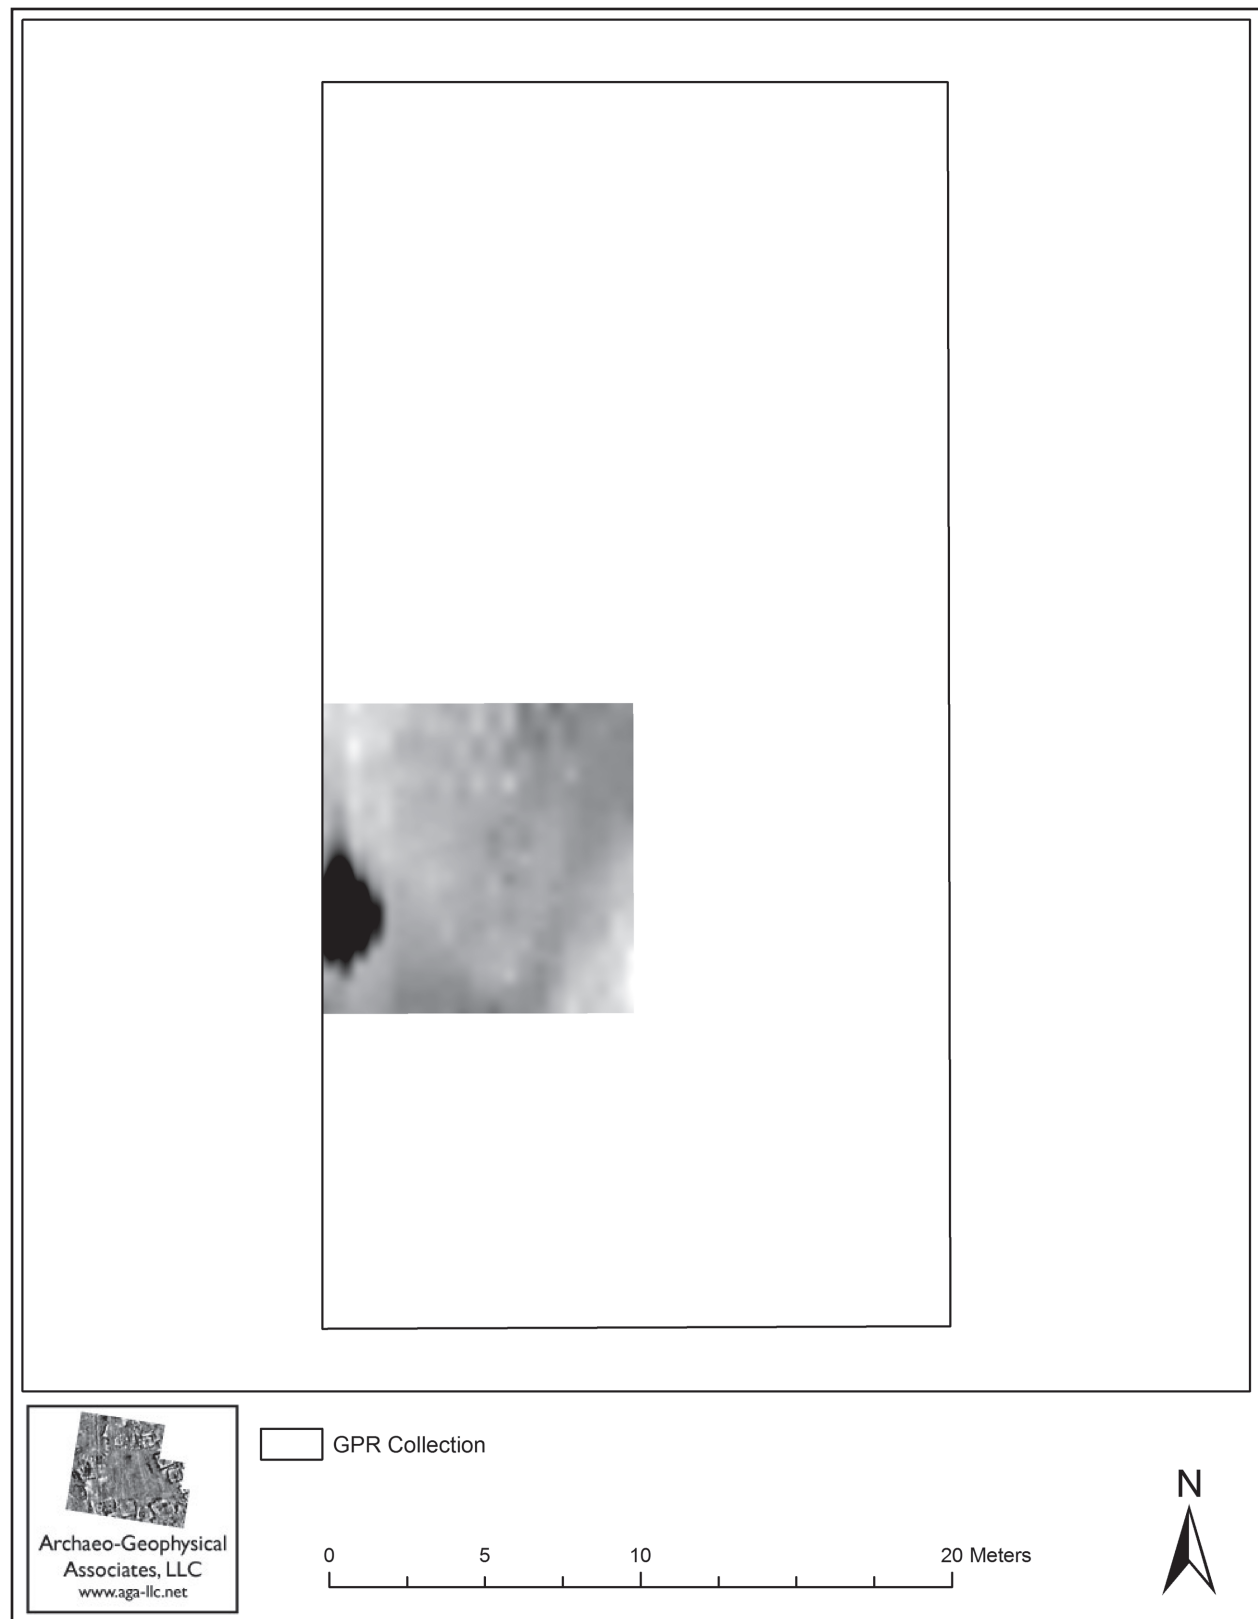 GPR Collection
N
Archaeo-Geophysical
Associates, LLC
www.aga-llc.net
0 5 10 20 Meters